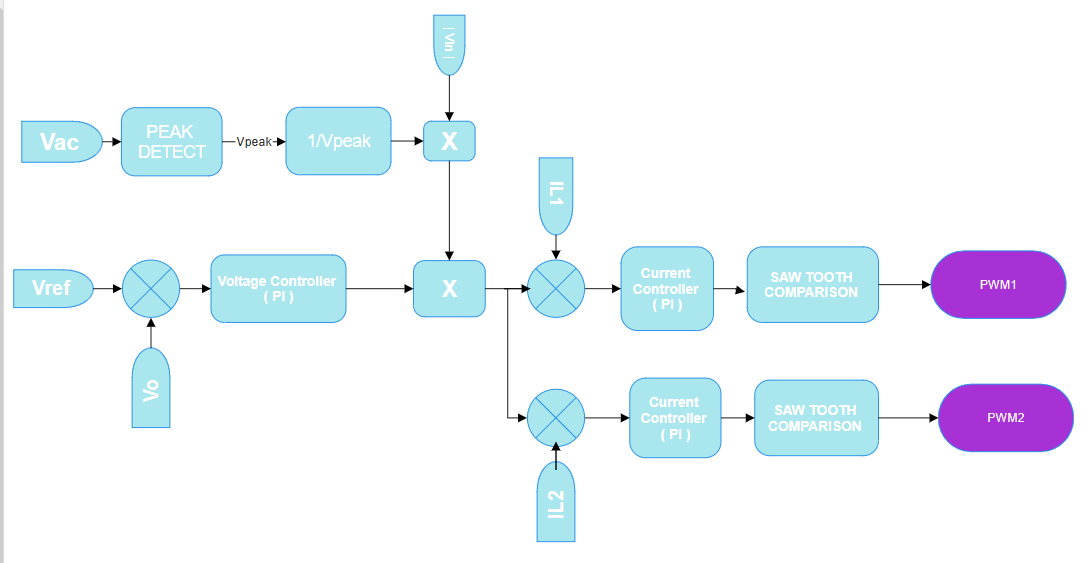 | Vin |
Vac
PEAK
DETECT
Vpeak
1/Vpeak
X
IL1
Vref
Voltage Controller
( PI )
X
Current
Controller
( PI )
SAW TOOTH
COMPARISON
PWM1
Vo
Current
Controller
( PI )
SAW TOOTH
COMPARISON
PWM2
IL2